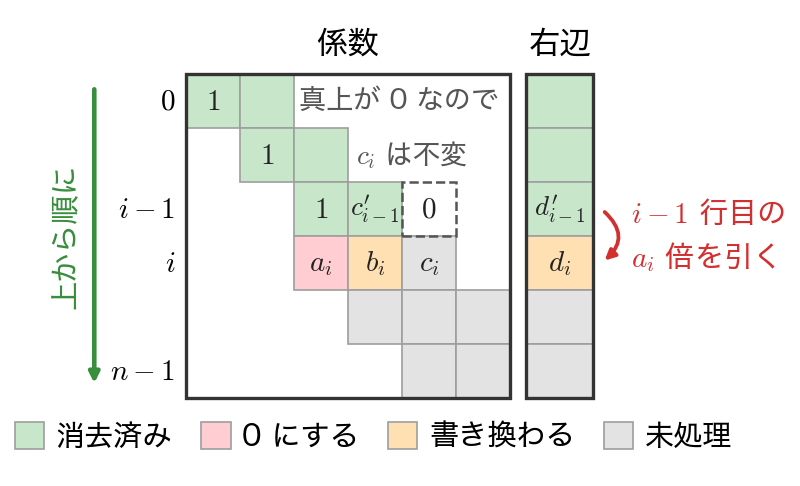 係数 右辺
0 1 真上が 0 なので
1 c_i は不変
i − 1 1 c′_{i−1} 0 d′_{i−1} i − 1 行目の
i a_i b_i c_i d_i a_i 倍を引く
n − 1
上から順に
消去済み 0 にする 書き換わる 未処理